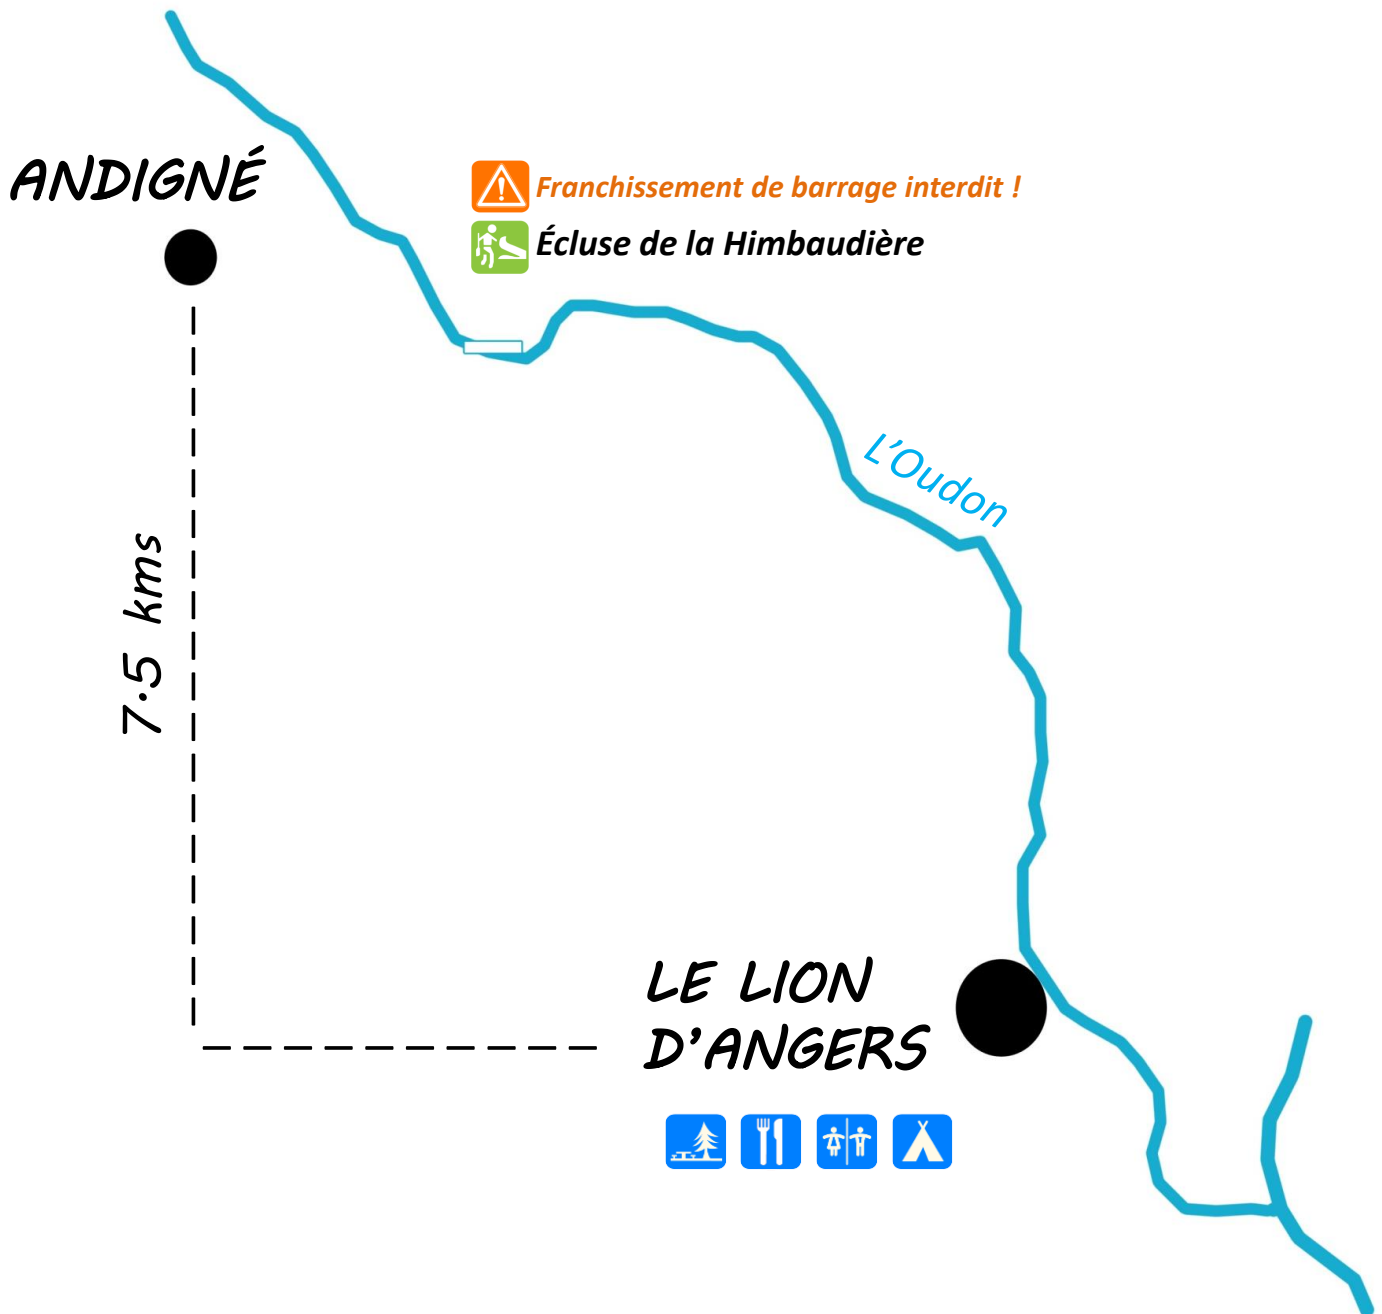 ANDIGNÉ
Franchissement de barrage interdit !
Écluse de la Himbaudière
L'Oudon
7.5 kms
LE LION
D'ANGERS